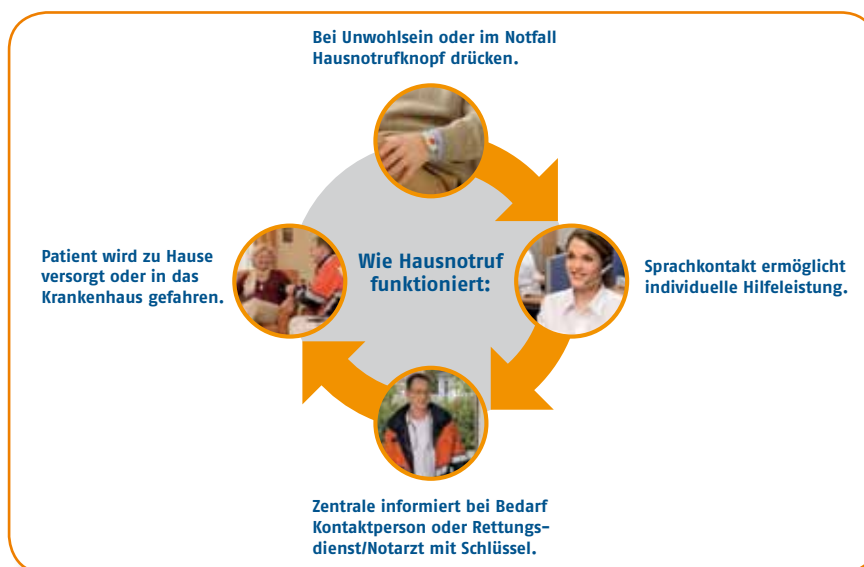 Bei Unwohlsein oder im Notfall
Hausnotrufknopf drücken.
Wie Hausnotruf
funktioniert:
Sprachkontakt ermöglicht
individuelle Hilfeleistung.
Zentrale informiert bei Bedarf
Kontaktperson oder Rettungs-
dienst/Notarzt mit Schlüssel.
Patient wird zu Hause
versorgt oder in das
Krankenhaus gefahren.